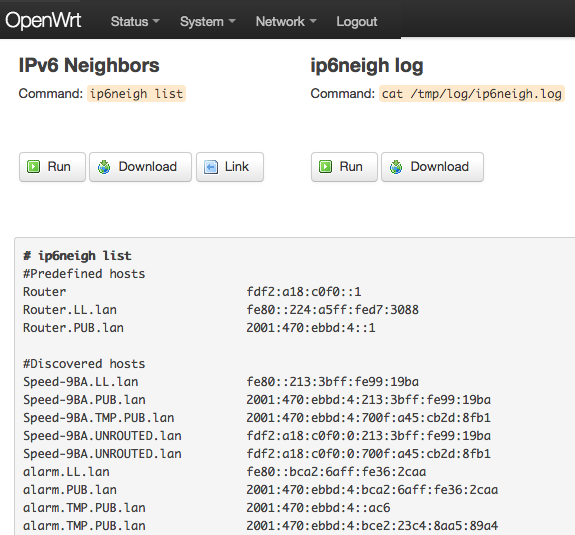 OpenWrt Status System Network Logout
IPv6 Neighbors
Command: ip6neigh list
Run Download Link
ip6neigh log
Command: cat /tmp/log/ip6neigh.log
Run Download
# ip6neigh list
#Predefined hosts
Router fdf2:a18:c0f0::1
Router.LL.lan fe80::224:a5ff:fed7:3088
Router.PUB.lan 2001:470:ebbd:4::1
#Discovered hosts
Speed-9BA.LL.lan fe80::213:3bff:fe99:19ba
Speed-9BA.PUB.lan 2001:470:ebbd:4:213:3bff:fe99:19ba
Speed-9BA.TMP.PUB.lan 2001:470:ebbd:4:700f:a45:cb2d:8fb1
Speed-9BA.UNROUTED.lan fdf2:a18:c0f0:0:213:3bff:fe99:19ba
Speed-9BA.UNROUTED.lan fdf2:a18:c0f0:0:700f:a45:cb2d:8fb1
alarm.LL.lan fe80::bca2:6aff:fe36:2caa
alarm.PUB.lan 2001:470:ebbd:4:bca2:6aff:fe36:2caa
alarm.TMP.PUB.lan 2001:470:ebbd:4::ac6
alarm.TMP.PUB.lan 2001:470:ebbd:4:bce2:23c4:8aa5:89a4